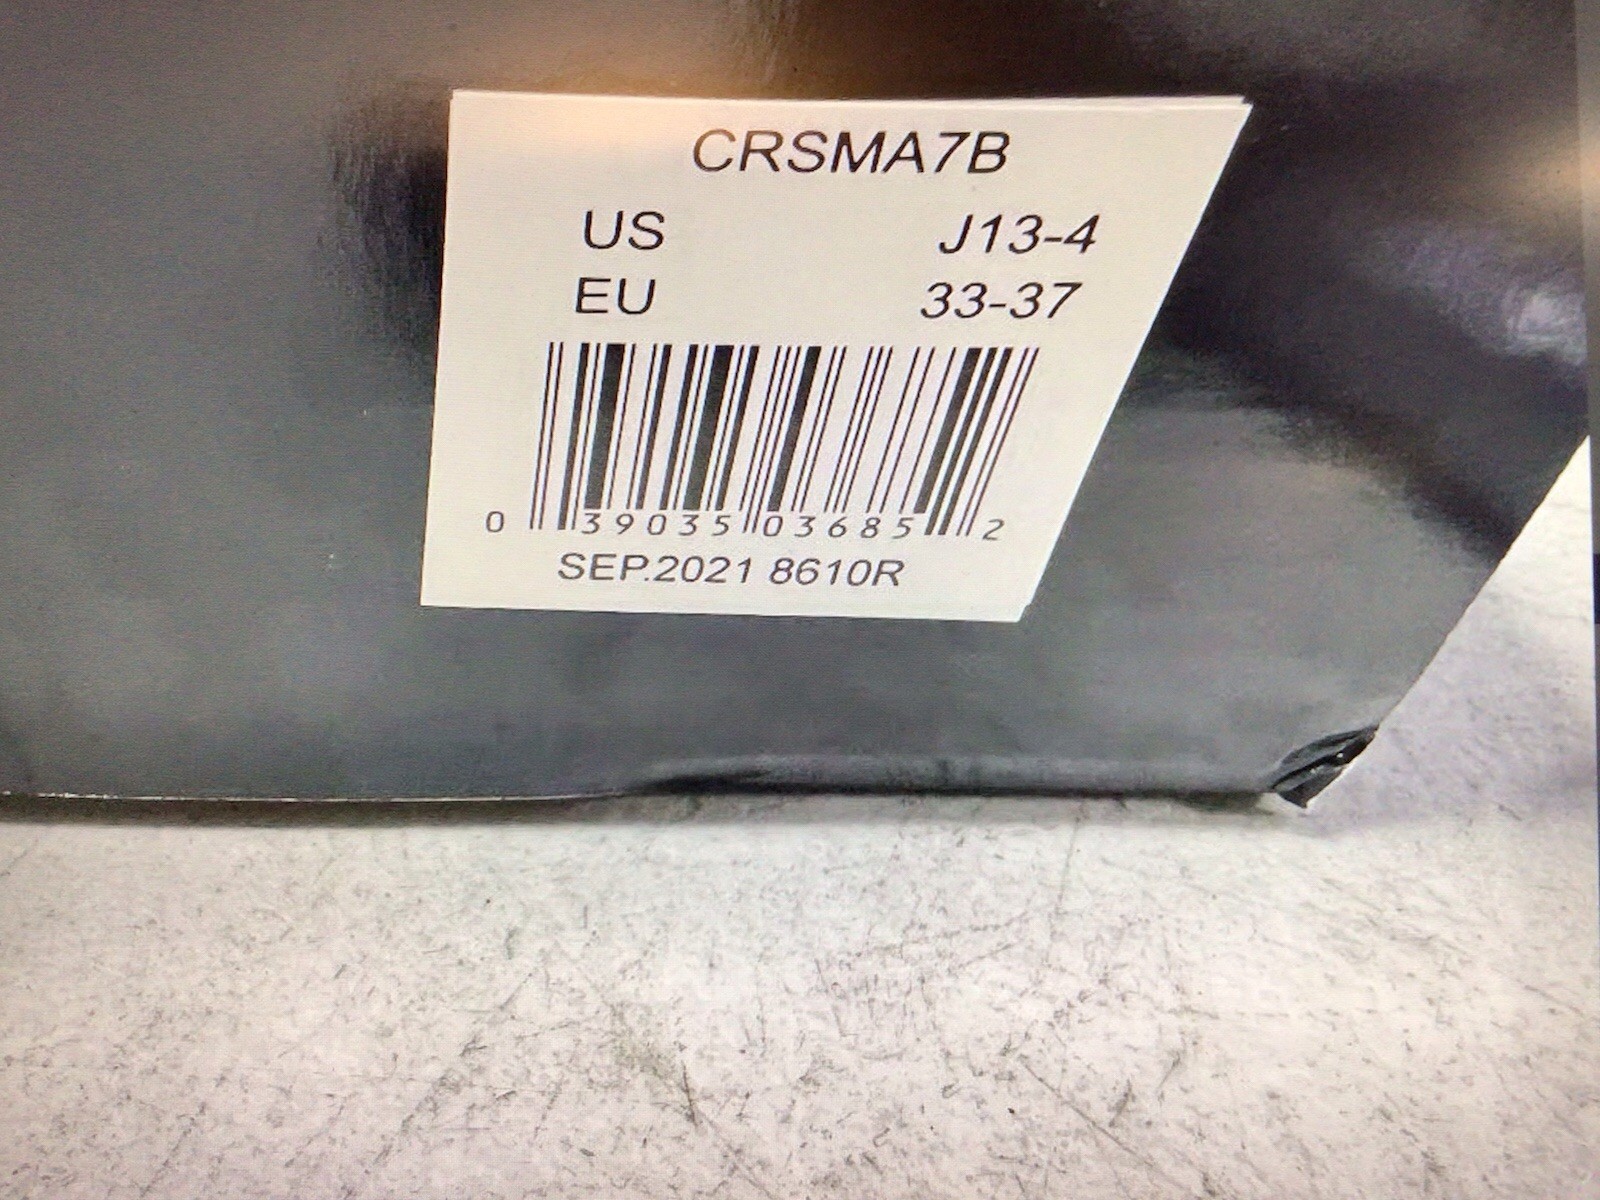 CRSMA7B
US J13-4
EU 33-37
0 39035 03685 2
SEP.2021 8610R